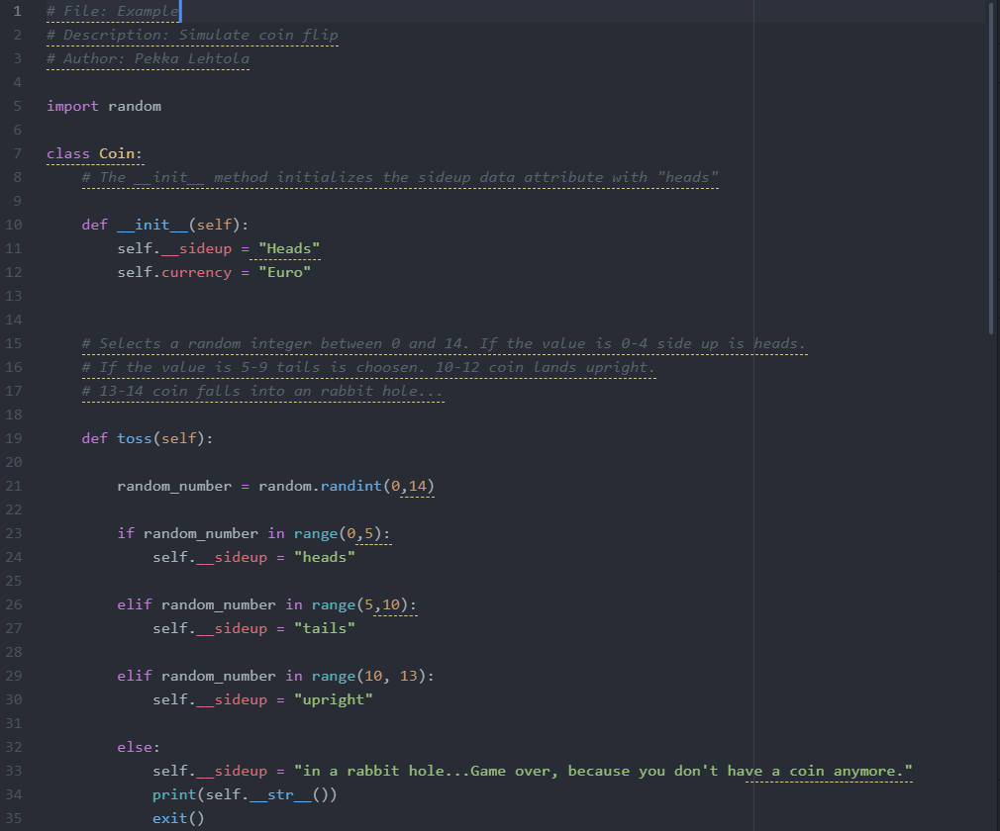 1 # File: Example
2 # Description: Simulate coin flip
3 # Author: Pekka Lehtola
4
5 import random
6
7 class Coin:
8     # The __init__ method initializes the sideup data attribute with "heads"
9
10     def __init__(self):
11         self.__sideup = "Heads"
12         self.currency = "Euro"
13
14
15     # Selects a random integer between 0 and 14. If the value is 0-4 side up is heads.
16     # If the value is 5-9 tails is choosen. 10-12 coin lands upright.
17     # 13-14 coin falls into an rabbit hole...
18
19     def toss(self):
20
21         random_number = random.randint(0,14)
22
23         if random_number in range(0,5):
24             self.__sideup = "heads"
25
26         elif random_number in range(5,10):
27             self.__sideup = "tails"
28
29         elif random_number in range(10, 13):
30             self.__sideup = "upright"
31
32         else:
33             self.__sideup = "in a rabbit hole...Game over, because you don't have a coin anymore."
34             print(self.__str__())
35             exit()